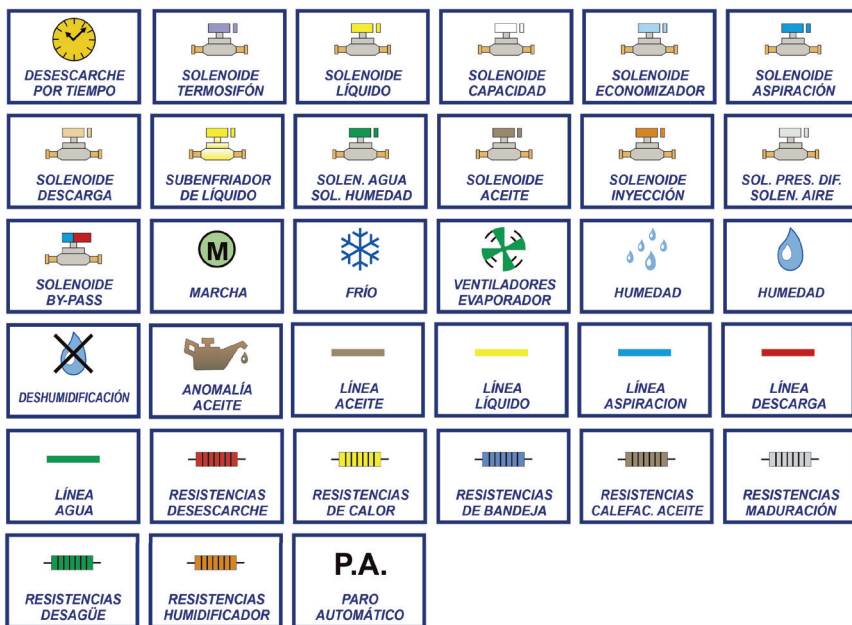 DESESCARCHE
POR TIEMPO
SOLENOIDE
TERMOSIFÓN
SOLENOIDE
LÍQUIDO
SOLENOIDE
CAPACIDAD
SOLENOIDE
ECONOMIZADOR
SOLENOIDE
ASPIRACIÓN
SOLENOIDE
DESCARGA
SUBENFRIADOR
DE LÍQUIDO
SOLEN. AGUA
SOL. HUMEDAD
SOLENOIDE
ACEITE
SOLENOIDE
INYECCIÓN
SOL. PRES. DIF.
SOLEN. AIRE
SOLENOIDE
BY-PASS
M
MARCHA
FRÍO
VENTILADORES
EVAPORADOR
HUMEDAD
HUMEDAD
DESHUMIDIFICACIÓN
ANOMALÍA
ACEITE
LÍNEA
ACEITE
LÍNEA
LÍQUIDO
LÍNEA
ASPIRACION
LÍNEA
DESCARGA
LÍNEA
AGUA
RESISTENCIAS
DESESCARCHE
RESISTENCIAS
DE CALOR
RESISTENCIAS
DE BANDEJA
RESISTENCIAS
CALEFAC. ACEITE
RESISTENCIAS
MADURACIÓN
RESISTENCIAS
DESAGÜE
RESISTENCIAS
HUMIDIFICADOR
P.A.
PARO
AUTOMÁTICO